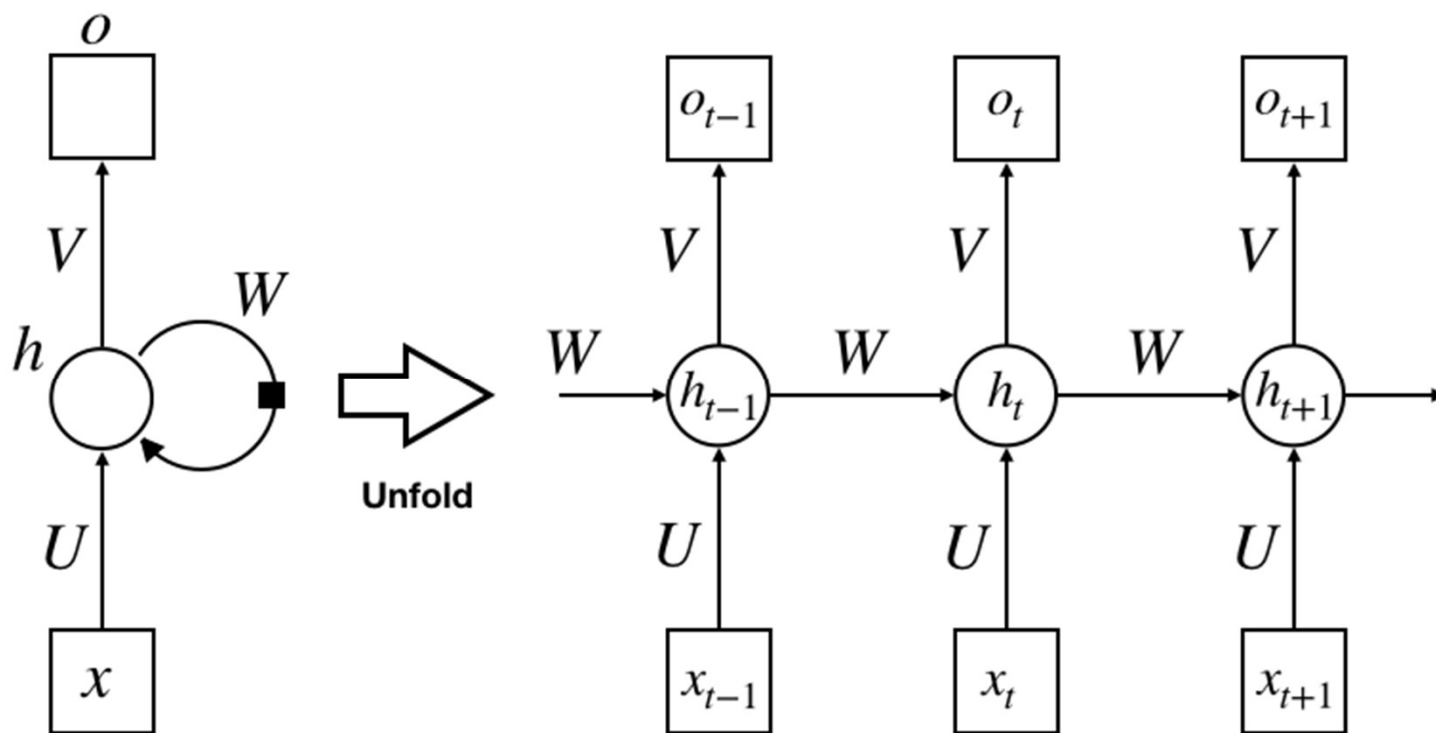 o
V
W
h
U
x
Unfold
o_{t-1} o_t o_{t+1}
V V V
W W W
h_{t-1} h_t h_{t+1}
U U U
x_{t-1} x_t x_{t+1}